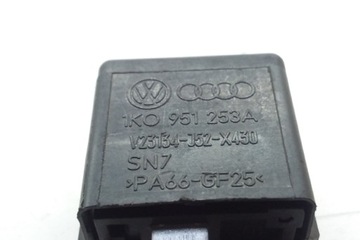 1K0 951 253A
V23134-J52-X430
SN7
>PA66-GF25<